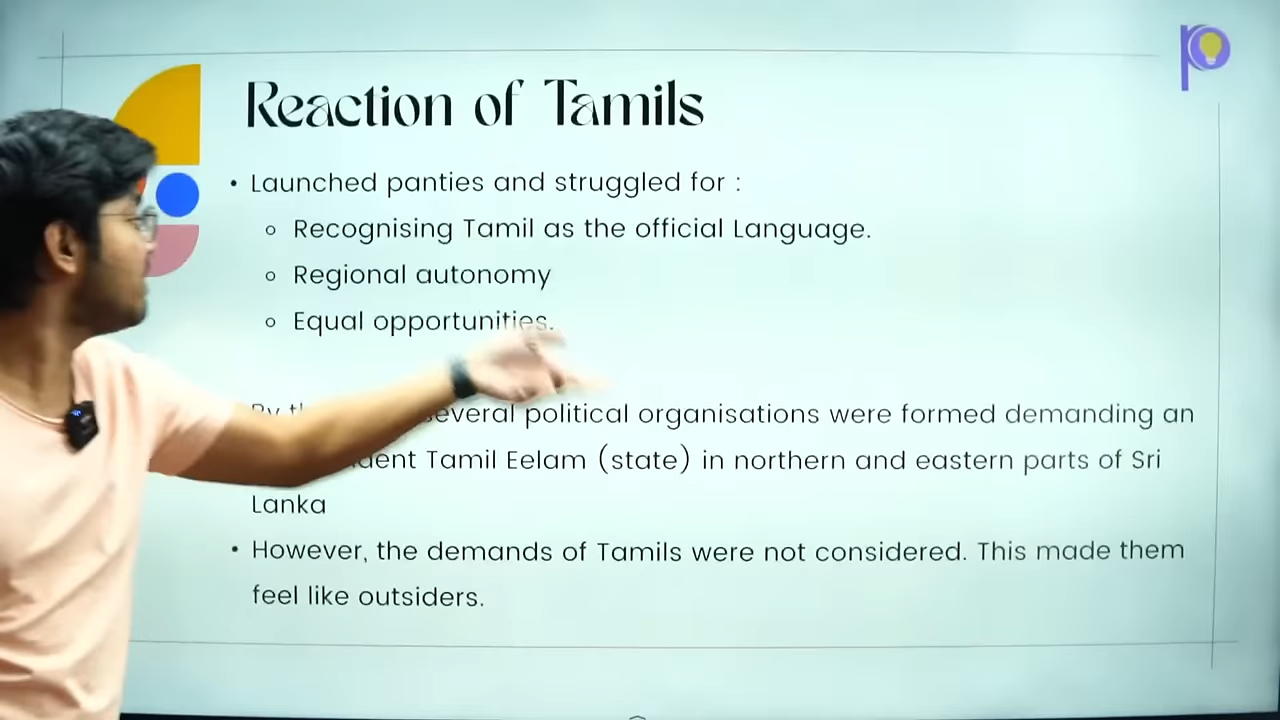 Reaction of Tamils
• Launched panties and struggled for :
Recognising Tamil as the official Language.
Regional autonomy
Equal opportunities.
several political organisations were formed demanding an
Tamil Eelam (state) in northern and eastern parts of Sri
Lanka
• However, the demands of Tamils were not considered. This made them
feel like outsiders.